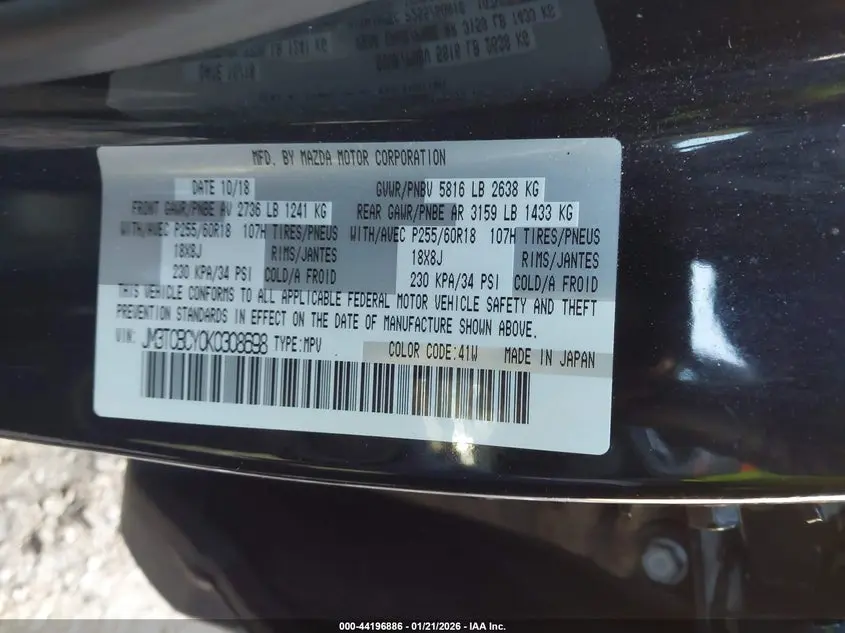 MFD. BY MAZDA MOTOR CORPORATION
DATE 10/18 GVWR/PNBV 5816 LB 2638 KG
FRONT GAWR/PNBE AV 2736 LB 1241 KG REAR GAWR/PNBE AR 3159 LB 1433 KG
WITH/AVEC P255/60R18 107H TIRES/PNEUS WITH/AVEC P255/60R18 107H TIRES/PNEUS
18X8J RIMS/JANTES 18X8J RIMS/JANTES
230 KPA/34 PSI COLD/A FROID 230 KPA/34 PSI COLD/A FROID
THIS VEHICLE CONFORMS TO ALL APPLICABLE FEDERAL MOTOR VEHICLE SAFETY AND THEFT
PREVENTION STANDARDS IN EFFECT ON THE DATE OF MANUFACTURE SHOWN ABOVE.
VIN: JM3TCBCY0K0308698 TYPE:MPV COLOR CODE:41W MADE IN JAPAN
000-44196886 / 01/21/2026 - IAA Inc.